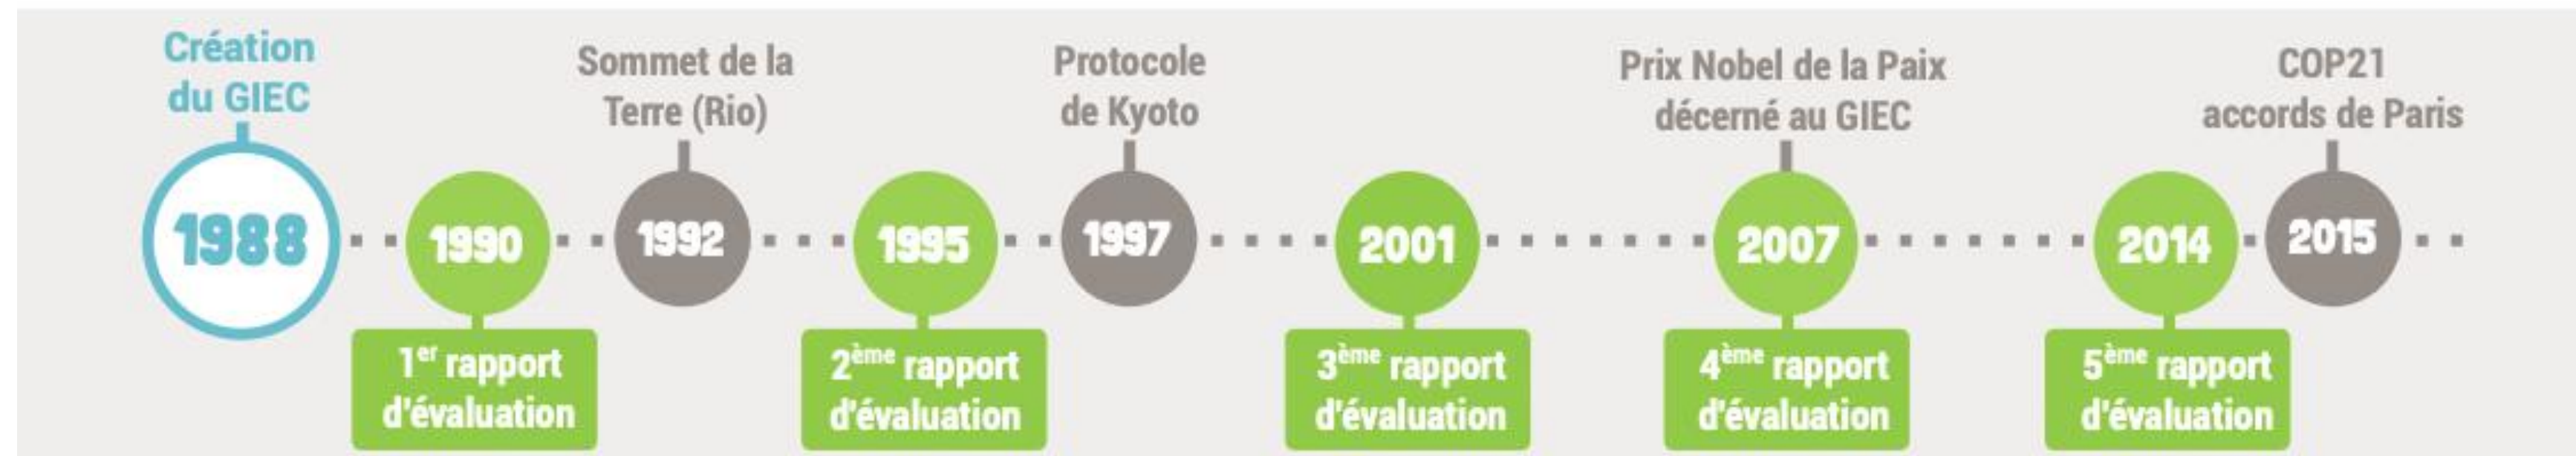 Création
du GIEC
1988
1990
1er rapport
d'évaluation
Sommet de la
Terre (Rio)
1992
1995
2ème rapport
d'évaluation
Protocole
de Kyoto
1997
2001
3ème rapport
d'évaluation
Prix Nobel de la Paix
décerné au GIEC
2007
4ème rapport
d'évaluation
2014
5ème rapport
d'évaluation
COP21
accords de Paris
2015